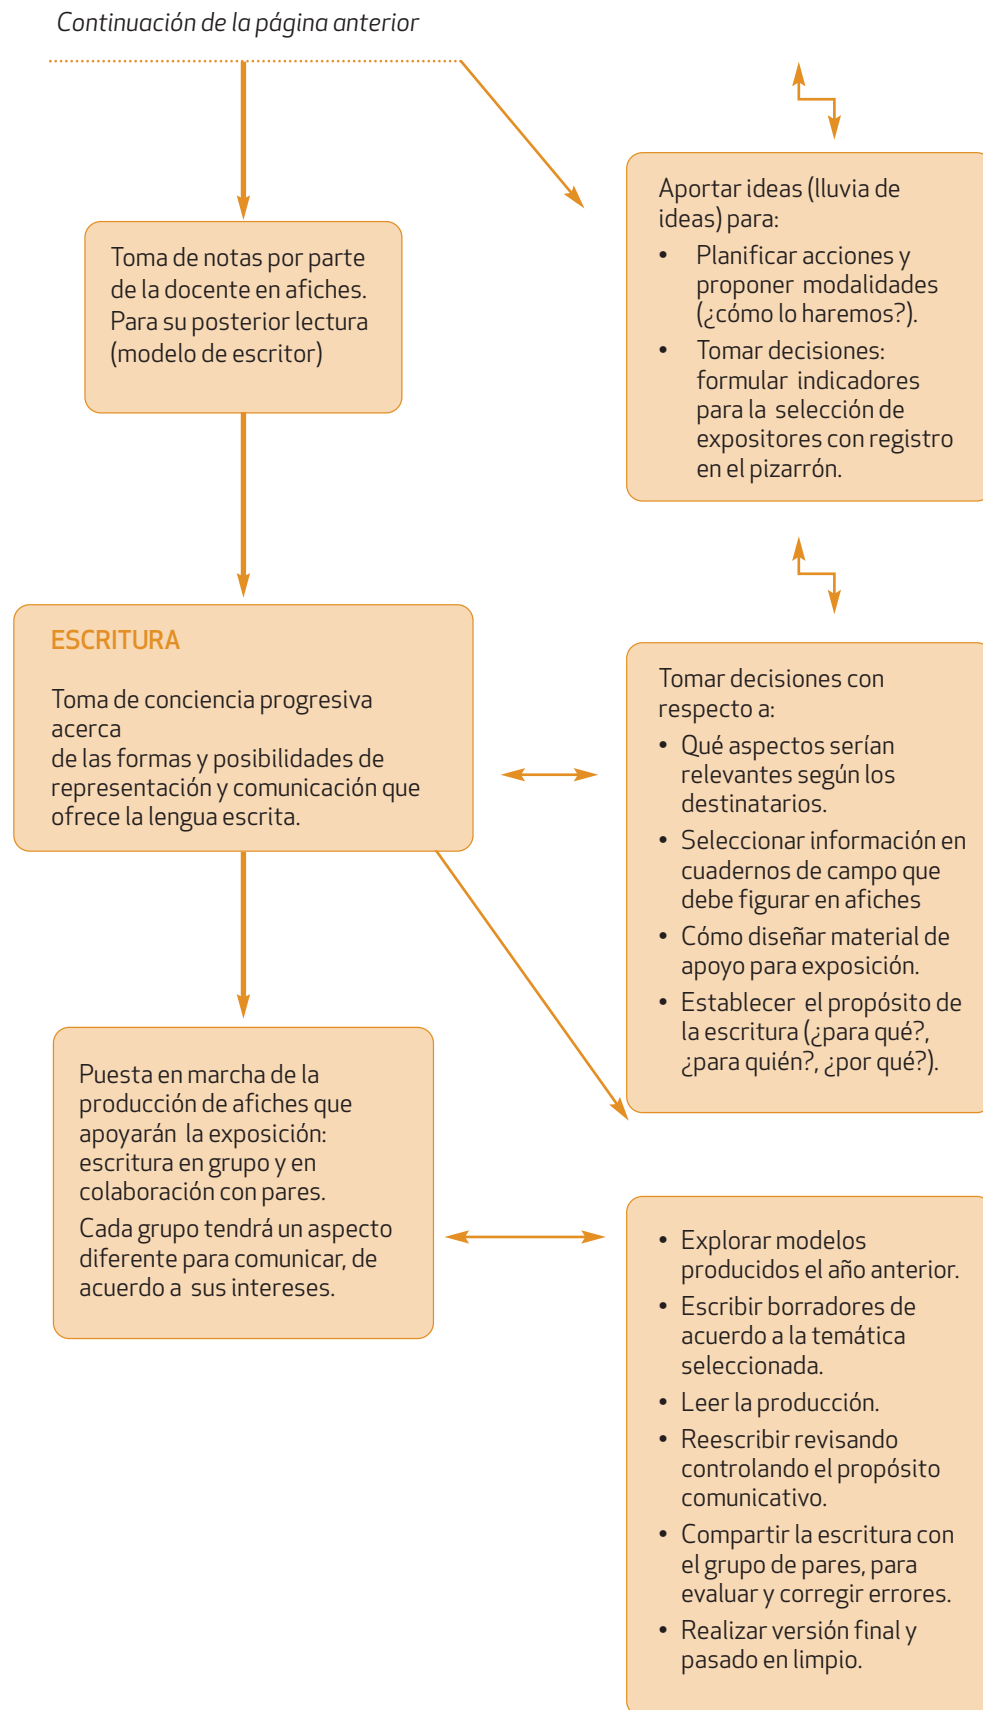 Continuación de la página anterior
Toma de notas por parte
de la docente en afiches.
Para su posterior lectura
(modelo de escritor)
Aportar ideas (lluvia de
ideas) para:
• Planificar acciones y
proponer modalidades
(¿cómo lo haremos?).
• Tomar decisiones:
formular indicadores
para la selección de
expositores con registro
en el pizarrón.
ESCRITURA
Toma de conciencia progresiva
acerca
de las formas y posibilidades de
representación y comunicación que
ofrece la lengua escrita.
Tomar decisiones con
respecto a:
• Qué aspectos serían
relevantes según los
destinatarios.
• Seleccionar información en
cuadernos de campo que
debe figurar en afiches
• Cómo diseñar material de
apoyo para exposición.
• Establecer el propósito de
la escritura (¿para qué?,
¿para quién?, ¿por qué?).
Puesta en marcha de la
producción de afiches que
apoyarán la exposición:
escritura en grupo y en
colaboración con pares.
Cada grupo tendrá un aspecto
diferente para comunicar, de
acuerdo a sus intereses.
• Explorar modelos
producidos el año anterior.
• Escribir borradores de
acuerdo a la temática
seleccionada.
• Leer la producción.
• Reescribir revisando
controlando el propósito
comunicativo.
• Compartir la escritura con
el grupo de pares, para
evaluar y corregir errores.
• Realizar versión final y
pasado en limpio.